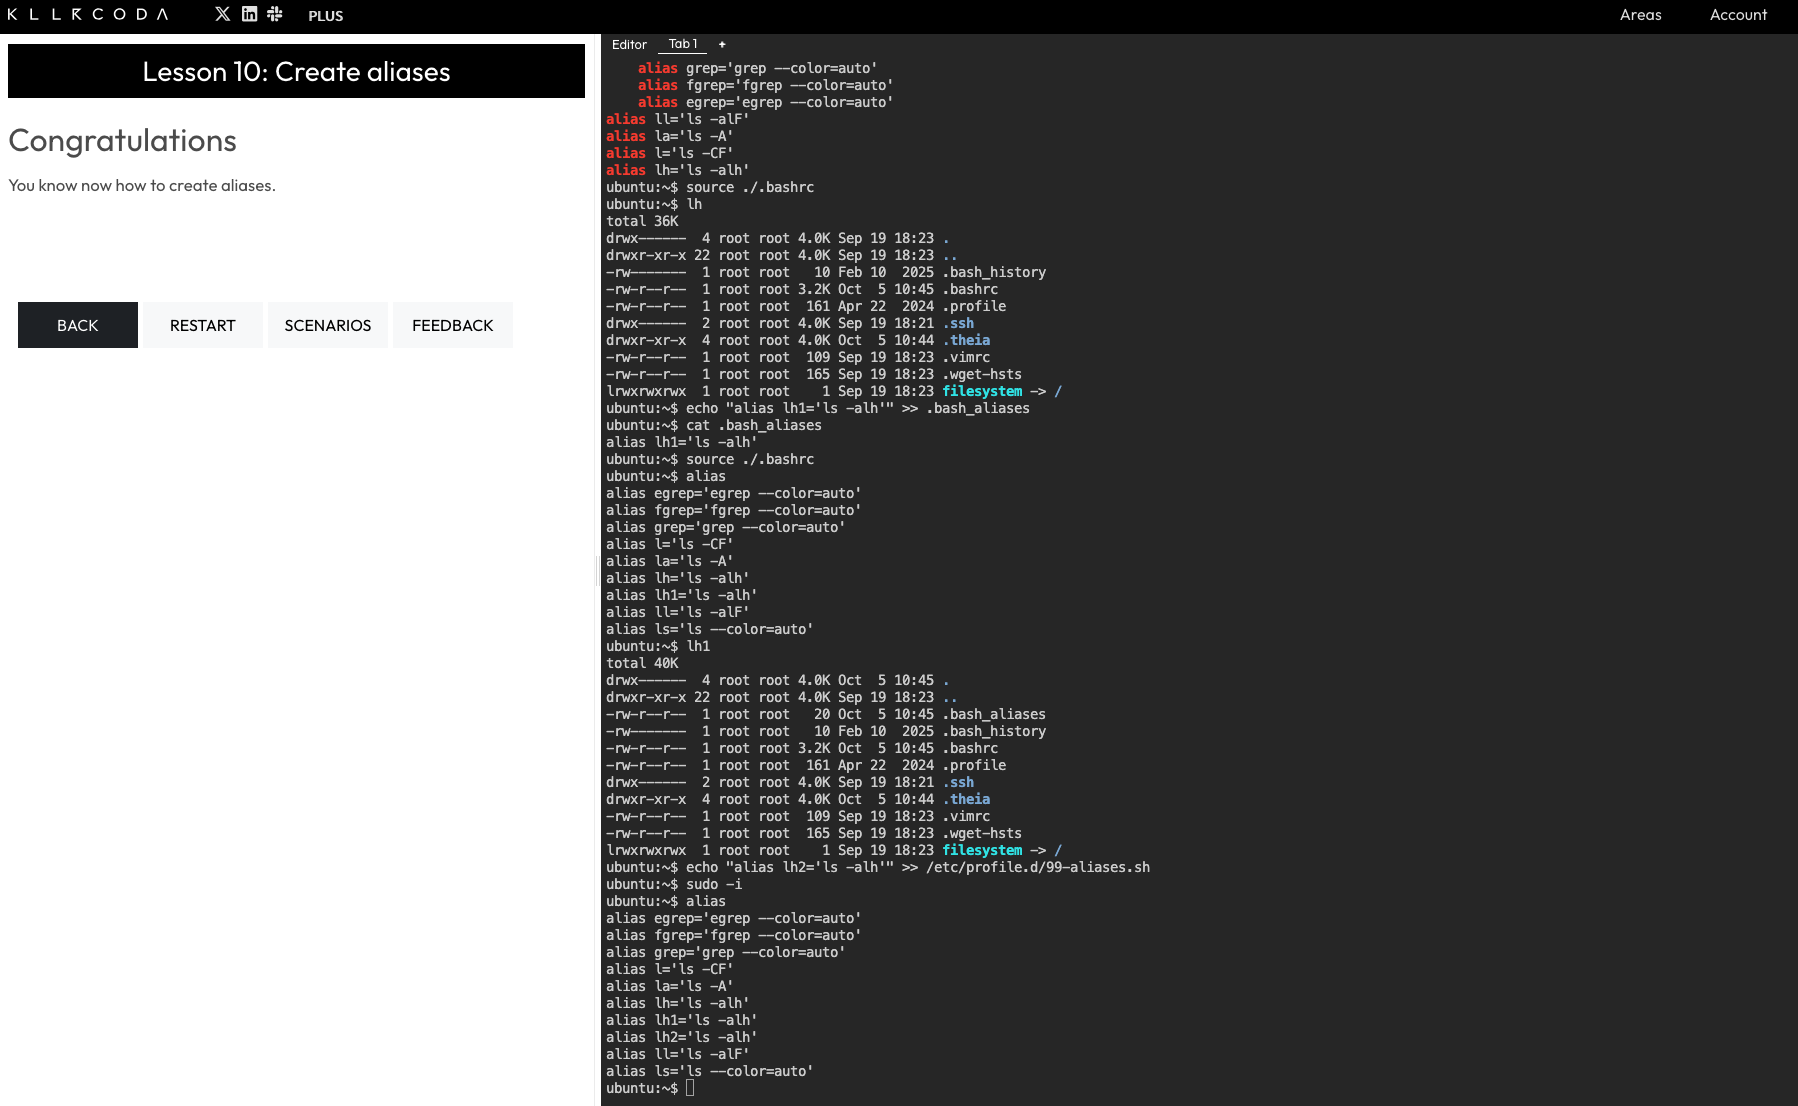 KLLRCODA PLUS Areas Account
Lesson 10: Create aliases
Congratulations
You know now how to create aliases.
BACK RESTART SCENARIOS FEEDBACK
Editor Tab 1 +
    alias grep='grep --color=auto'
    alias fgrep='fgrep --color=auto'
    alias egrep='egrep --color=auto'
alias ll='ls -alF'
alias la='ls -A'
alias l='ls -CF'
alias lh='ls -alh'
ubuntu:~$ source ./.bashrc
ubuntu:~$ lh
total 36K
drwx------  4 root root 4.0K Sep 19 18:23 .
drwxr-xr-x 22 root root 4.0K Sep 19 18:23 ..
-rw-------  1 root root   10 Feb 10  2025 .bash_history
-rw-r--r--  1 root root 3.2K Oct  5 10:45 .bashrc
-rw-r--r--  1 root root  161 Apr 22  2024 .profile
drwx------  2 root root 4.0K Sep 19 18:21 .ssh
drwxr-xr-x  4 root root 4.0K Oct  5 10:44 .theia
-rw-r--r--  1 root root  109 Sep 19 18:23 .vimrc
-rw-r--r--  1 root root  165 Sep 19 18:23 .wget-hsts
lrwxrwxrwx  1 root root    1 Sep 19 18:23 filesystem -> /
ubuntu:~$ echo "alias lh1='ls -alh'" >> .bash_aliases
ubuntu:~$ cat .bash_aliases
alias lh1='ls -alh'
ubuntu:~$ source ./.bashrc
ubuntu:~$ alias
alias egrep='egrep --color=auto'
alias fgrep='fgrep --color=auto'
alias grep='grep --color=auto'
alias l='ls -CF'
alias la='ls -A'
alias lh='ls -alh'
alias lh1='ls -alh'
alias ll='ls -alF'
alias ls='ls --color=auto'
ubuntu:~$ lh1
total 40K
drwx------  4 root root 4.0K Oct  5 10:45 .
drwxr-xr-x 22 root root 4.0K Sep 19 18:23 ..
-rw-r--r--  1 root root   20 Oct  5 10:45 .bash_aliases
-rw-------  1 root root   10 Feb 10  2025 .bash_history
-rw-r--r--  1 root root 3.2K Oct  5 10:45 .bashrc
-rw-r--r--  1 root root  161 Apr 22  2024 .profile
drwx------  2 root root 4.0K Sep 19 18:21 .ssh
drwxr-xr-x  4 root root 4.0K Oct  5 10:44 .theia
-rw-r--r--  1 root root  109 Sep 19 18:23 .vimrc
-rw-r--r--  1 root root  165 Sep 19 18:23 .wget-hsts
lrwxrwxrwx  1 root root    1 Sep 19 18:23 filesystem -> /
ubuntu:~$ echo "alias lh2='ls -alh'" >> /etc/profile.d/99-aliases.sh
ubuntu:~$ sudo -i
ubuntu:~$ alias
alias egrep='egrep --color=auto'
alias fgrep='fgrep --color=auto'
alias grep='grep --color=auto'
alias l='ls -CF'
alias la='ls -A'
alias lh='ls -alh'
alias lh1='ls -alh'
alias lh2='ls -alh'
alias ll='ls -alF'
alias ls='ls --color=auto'
ubuntu:~$